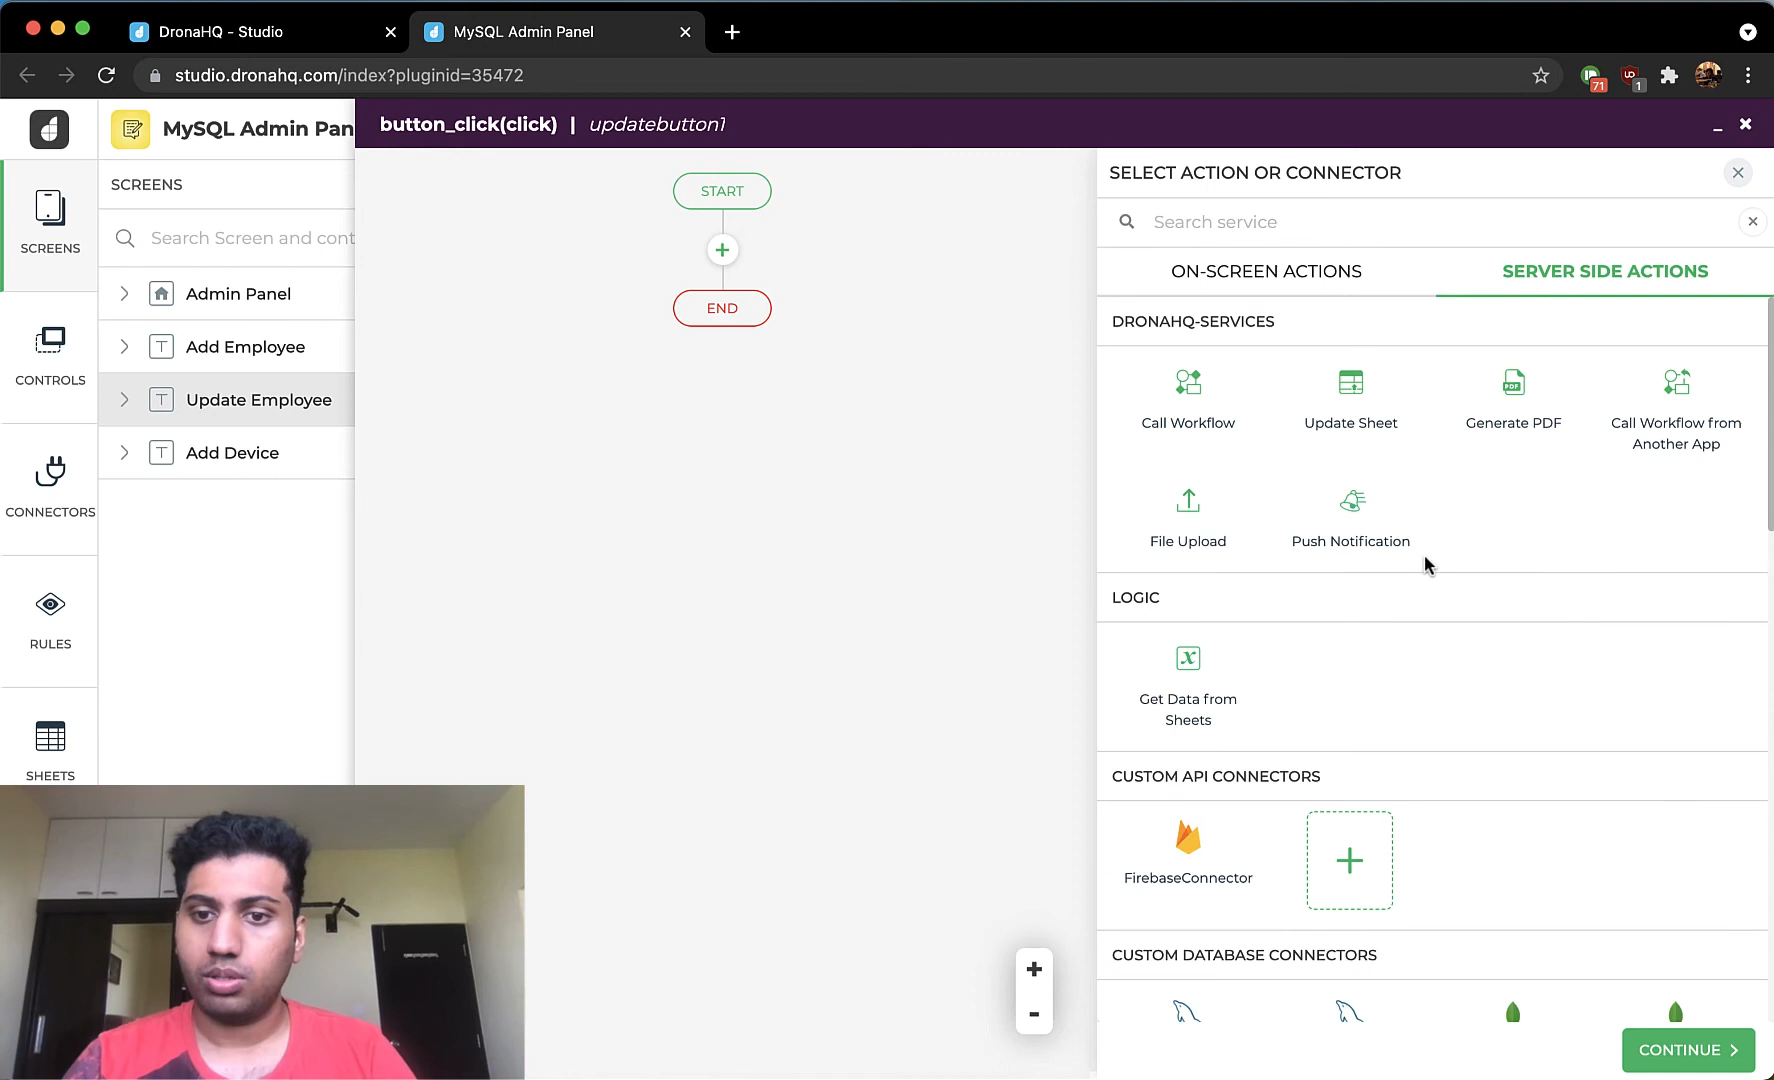 DronaHQ - Studio
MySQL Admin Panel
studio.dronahq.com/index?pluginid=35472
71
1
MySQL Admin Pan
button_click(click) | updatebutton1
SCREENS
CONTROLS
CONNECTORS
RULES
SHEETS
SCREENS
Search Screen and cont
Admin Panel
Add Employee
Update Employee
Add Device
START
END
SELECT ACTION OR CONNECTOR
Search service
ON-SCREEN ACTIONS
SERVER SIDE ACTIONS
DRONAHQ-SERVICES
Call Workflow
Update Sheet
PDF
Generate PDF
Call Workflow from
Another App
File Upload
Push Notification
LOGIC
Get Data from
Sheets
CUSTOM API CONNECTORS
FirebaseConnector
CUSTOM DATABASE CONNECTORS
CONTINUE